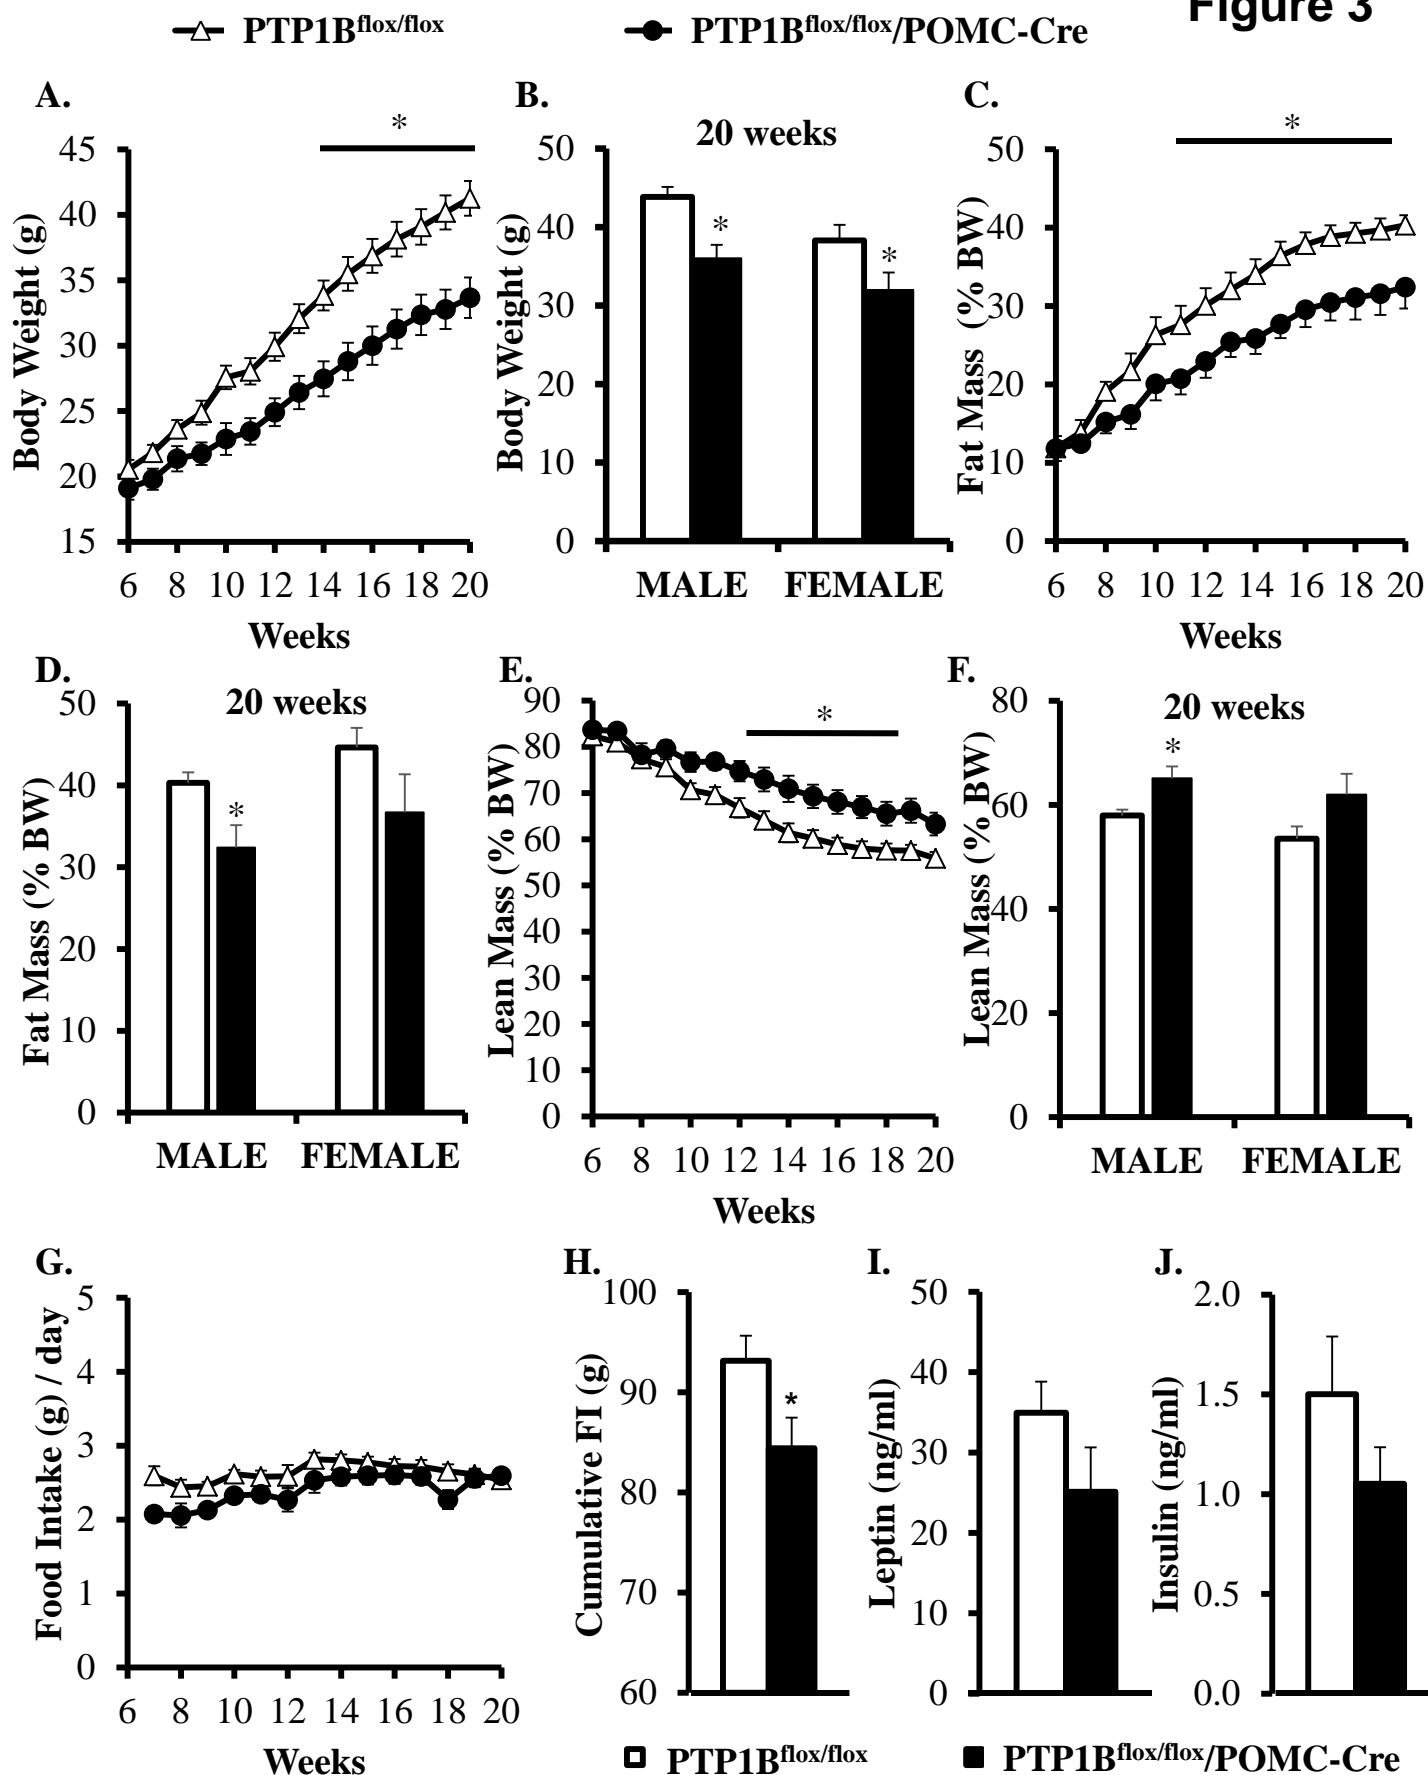 Figure 3
PTP1Bflox/flox PTP1Bflox/flox/POMC-Cre
A. B. C.
*
20 weeks
*
45
40
35
30
25
20
15
Body Weight (g)
6 8 10 12 14 16 18 20
Weeks
50
40
30
20
10
0
Body Weight (g)
* *
MALE FEMALE
50
40
30
20
10
0
Fat Mass (% BW)
6 8 10 12 14 16 18 20
Weeks
D. E. F.
20 weeks
50
40
30
20
10
0
Fat Mass (% BW)
*
MALE FEMALE
90
80
70
60
50
40
30
20
10
0
Lean Mass (% BW)
*
6 8 10 12 14 16 18 20
Weeks
20 weeks
80
60
40
20
0
Lean Mass (% BW)
*
MALE FEMALE
G. H. I. J.
5
4
3
2
1
0
Food Intake (g) / day
6 8 10 12 14 16 18 20
Weeks
100
90
80
70
60
Cumulative FI (g)
*
50
40
30
20
10
0
Leptin (ng/ml)
2.0
1.5
1.0
0.5
0.0
Insulin (ng/ml)
PTP1Bflox/flox PTP1Bflox/flox/POMC-Cre